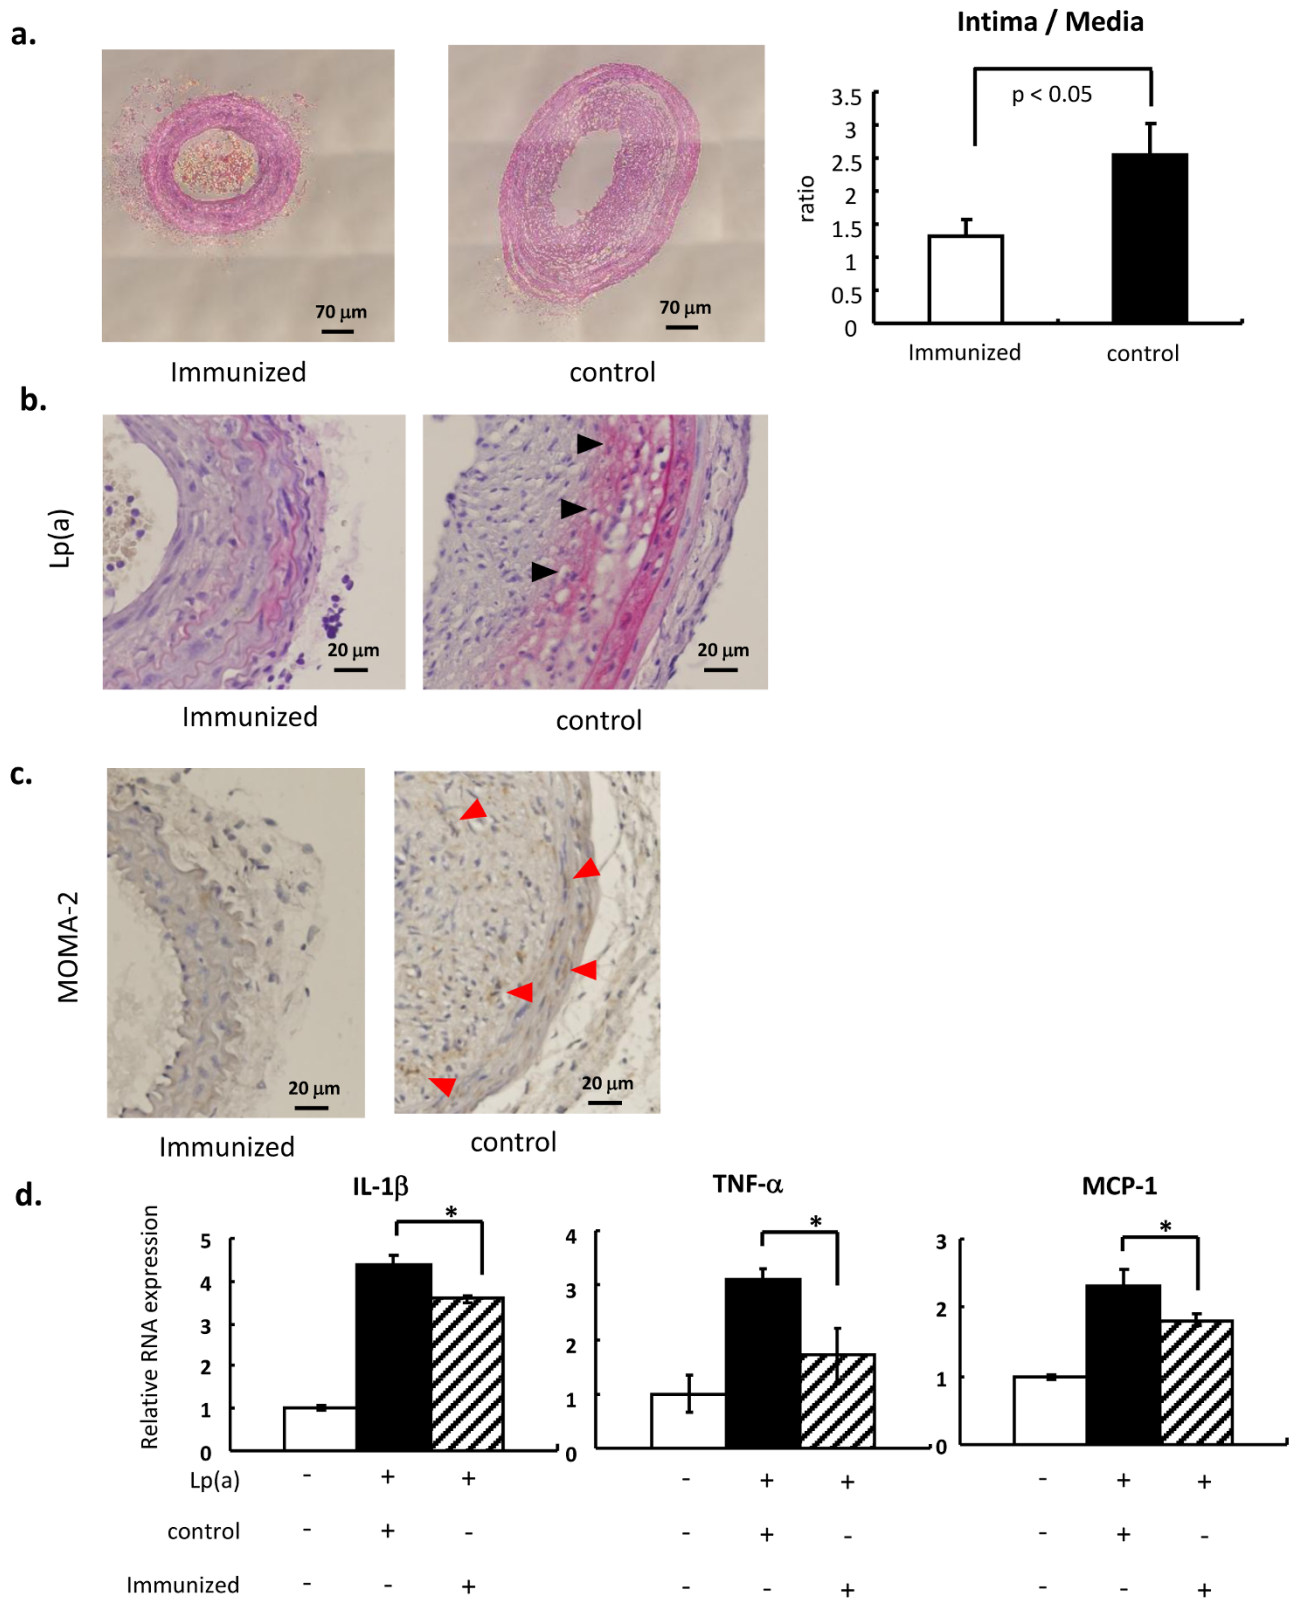 a.
70 μm
Immunized
70 μm
control
Intima / Media
p < 0.05
ratio
3.5
3
2.5
2
1.5
1
0.5
0
Immunized
control
b.
Lp(a)
20 μm
Immunized
20 μm
control
c.
MOMA-2
20 μm
Immunized
20 μm
control
d.
IL-1β
Relative RNA expression
5
4
3
2
1
0
*
TNF-α
4
3
2
1
0
*
MCP-1
3
2
1
0
*
Lp(a) - + + - + + - + +
control - + - - + - - + -
Immunized - - + - - + - - +